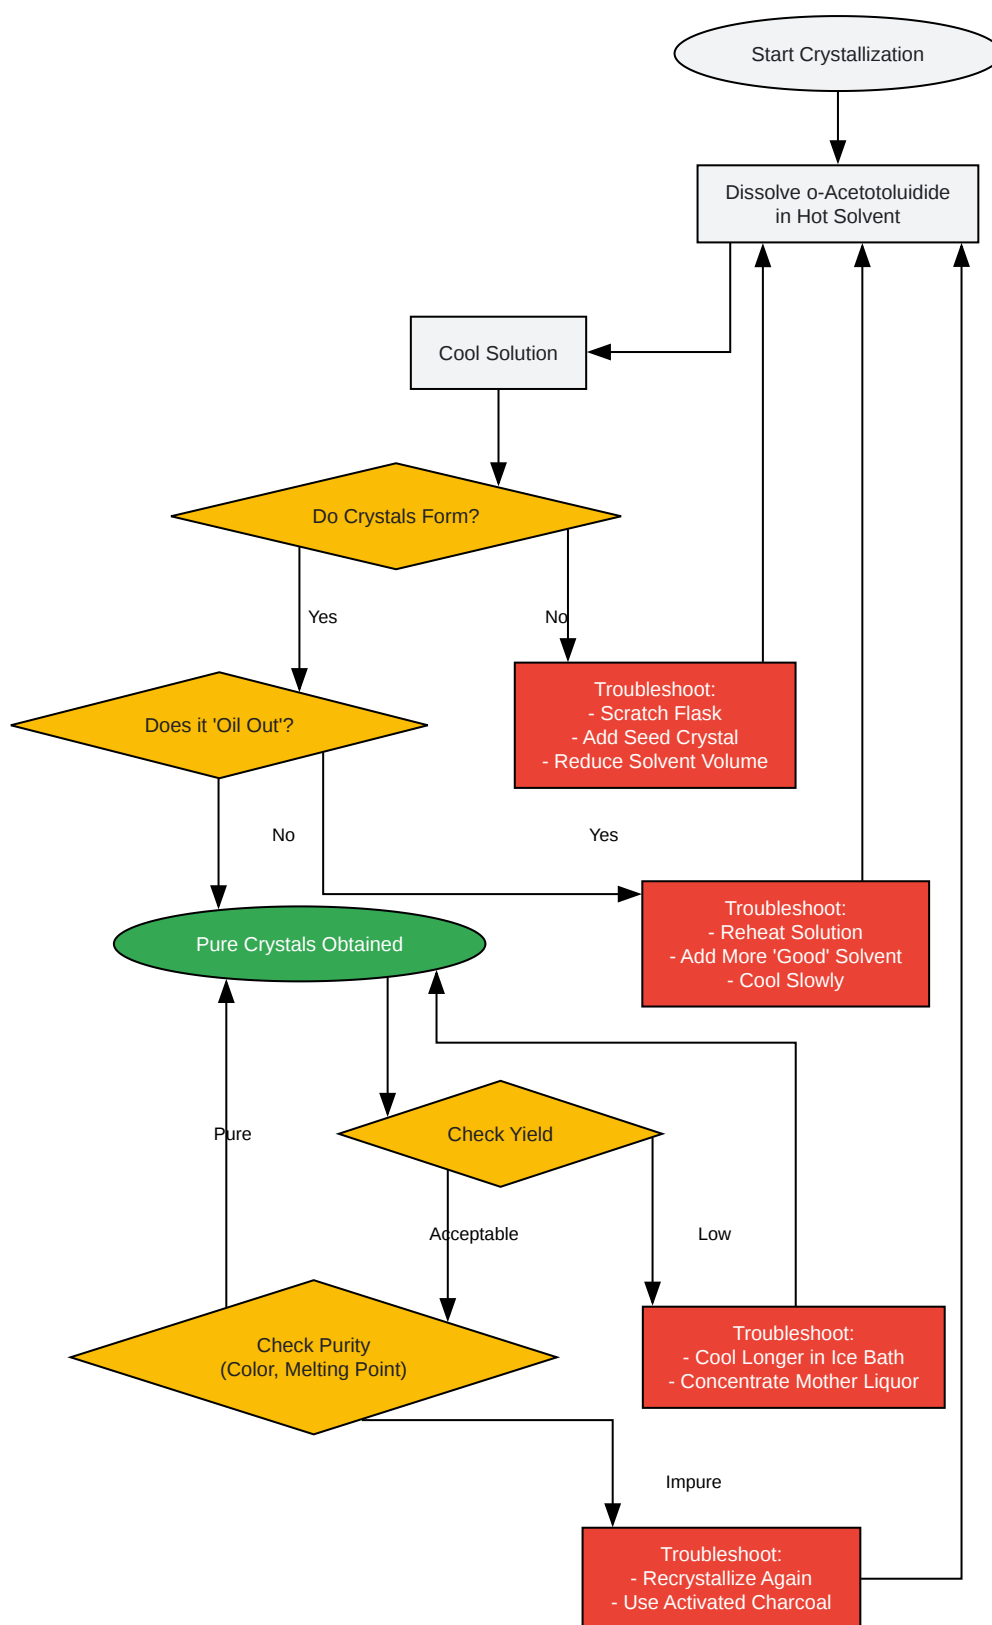 Start Crystallization
Dissolve o-Acetotoluidide
in Hot Solvent
Cool Solution
Do Crystals Form?
Yes
No
Troubleshoot:
- Scratch Flask
- Add Seed Crystal
- Reduce Solvent Volume
Does it 'Oil Out'?
No
Yes
Troubleshoot:
- Reheat Solution
- Add More 'Good' Solvent
- Cool Slowly
Pure Crystals Obtained
Pure
Check Yield
Acceptable
Low
Check Purity
(Color, Melting Point)
Troubleshoot:
- Cool Longer in Ice Bath
- Concentrate Mother Liquor
Impure
Troubleshoot:
- Recrystallize Again
- Use Activated Charcoal